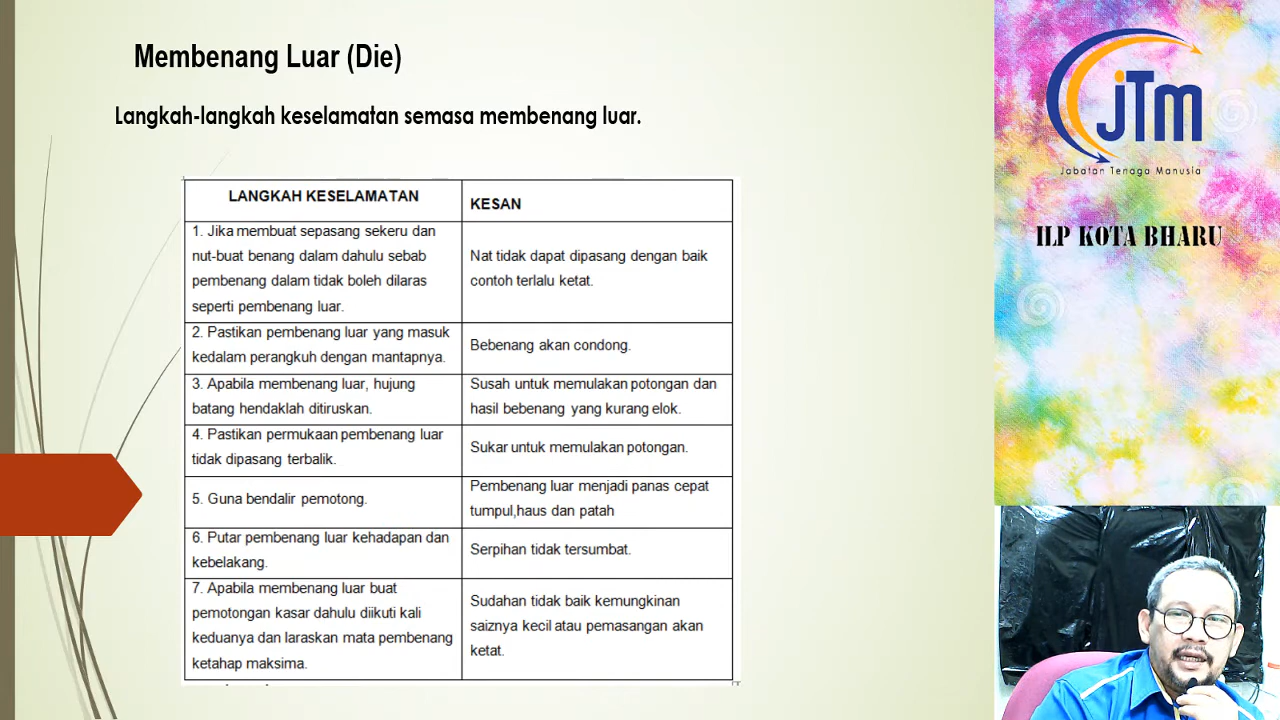 Membenang Luar (Die)
Langkah-langkah keselamatan semasa membenang luar.
LANGKAH KESELAMATAN
KESAN
1. Jika membuat sepasang sekeru dan
nut-buat benang dalam dahulu sebab
pembenang dalam tidak boleh dilaras
seperti pembenang luar.
Nat tidak dapat dipasang dengan baik
contoh terlalu ketat.
2. Pastikan pembenang luar yang masuk
kedalam perangkuh dengan mantapnya.
Bebenang akan condong.
3. Apabila membenang luar, hujung
batang hendaklah ditiruskan.
Susah untuk memulakan potongan dan
hasil bebenang yang kurang elok.
4. Pastikan permukaan pembenang luar
tidak dipasang terbalik.
Sukar untuk memulakan potongan.
5. Guna bendalir pemotong.
Pembenang luar menjadi panas cepat
tumpul,haus dan patah
6. Putar pembenang luar kehadapan dan
kebelakang.
Serpihan tidak tersumbat.
7. Apabila membenang luar buat
pemotongan kasar dahulu diikuti kali
keduanya dan laraskan mata pembenang
ketahap maksima.
Sudahan tidak baik kemungkinan
saiznya kecil atau pemasangan akan
ketat.
jTm
Jabatan Tenaga Manusia
ILP KOTA BHARU